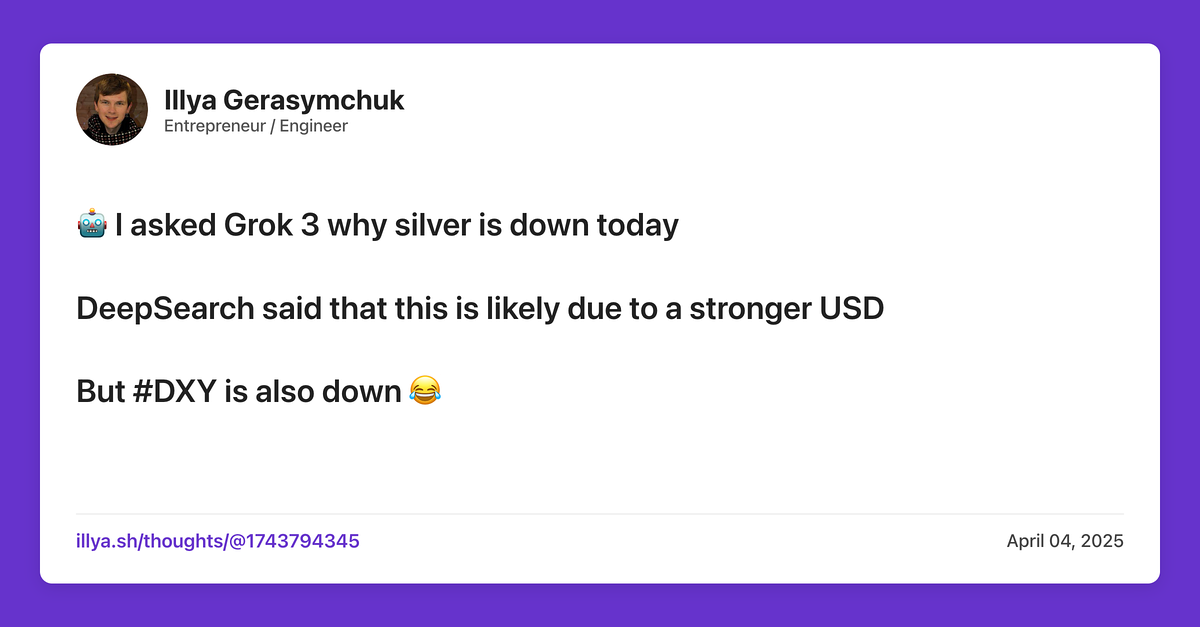 Illya Gerasymchuk
Entrepreneur / Engineer
🤖 I asked Grok 3 why silver is down today
DeepSearch said that this is likely due to a stronger USD
But #DXY is also down 😂
illya.sh/thoughts/@1743794345
April 04, 2025